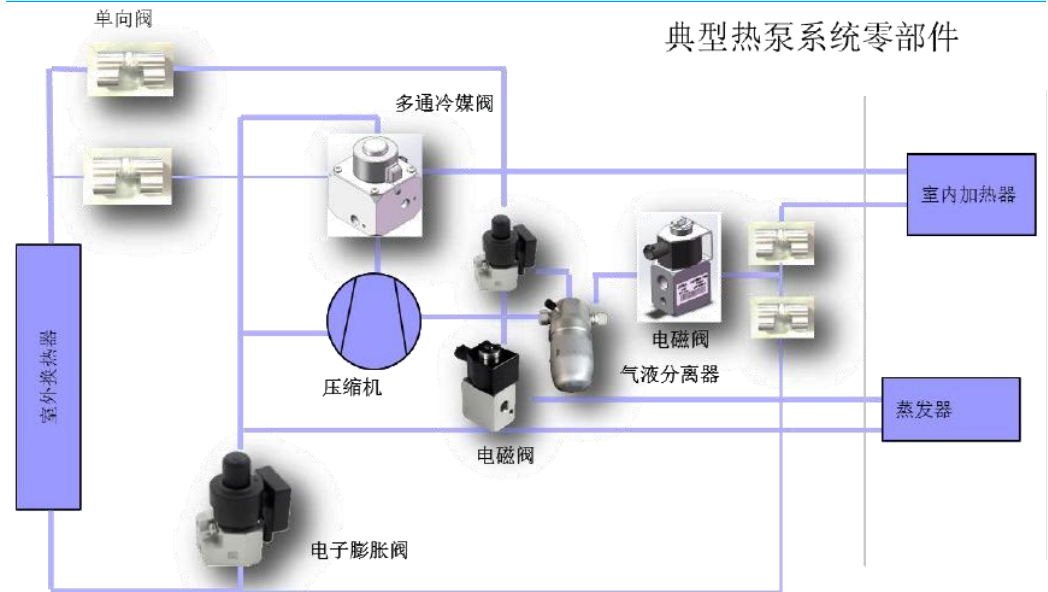 单向阀
典型热泵系统零部件
多通冷媒阀
室内加热器
电磁阀
室外换热器
压缩机
气液分离器
蒸发器
电磁阀
电子膨胀阀